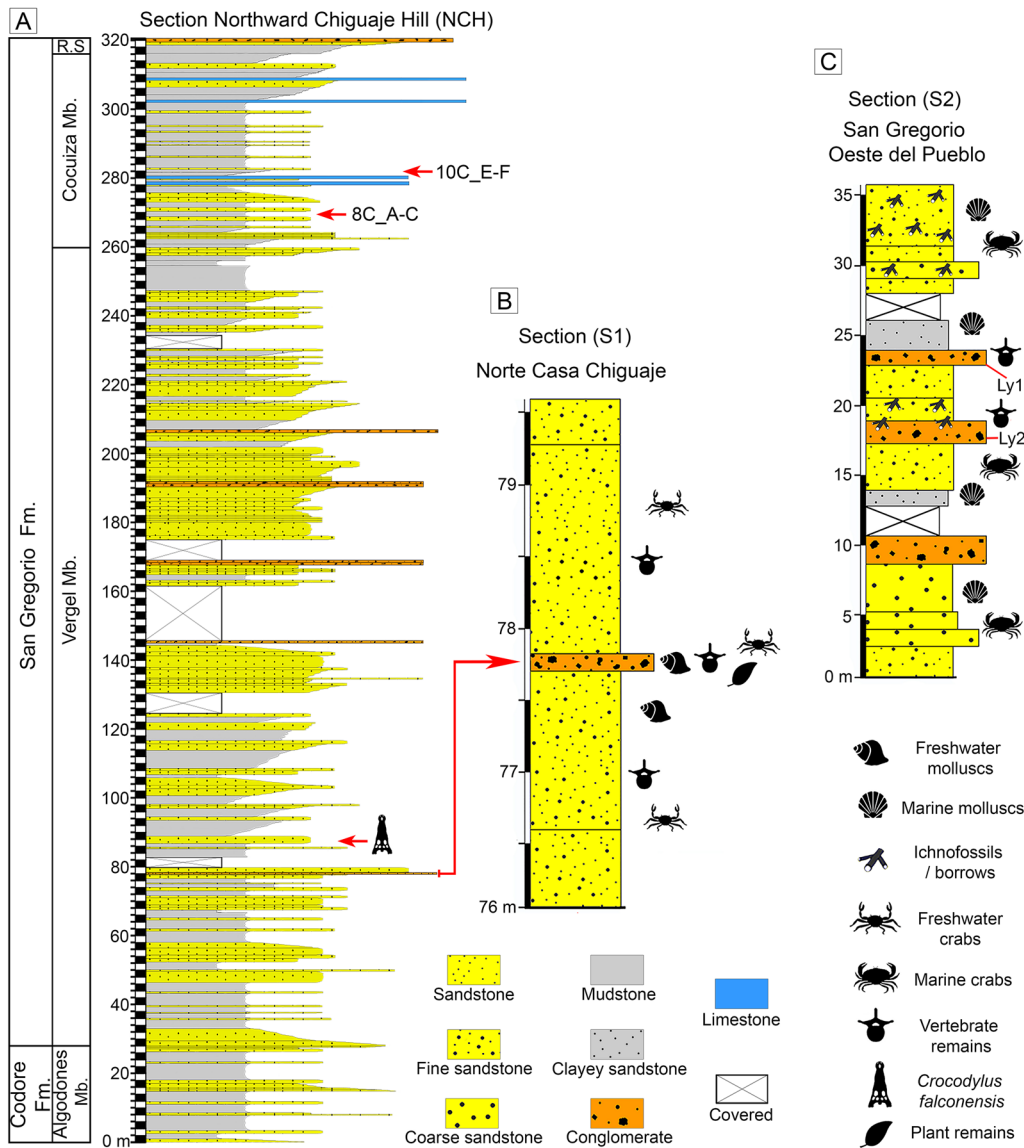 A
Section Northward Chiguaje Hill (NCH)
San Gregorio Fm.
Codore Fm.
R.S
Cocuiza Mb.
Vergel Mb.
Algodones Mb.
320
300
280
260
240
220
200
180
160
140
120
100
80
60
40
20
0 m
10C_E-F
8C_A-C
B
Section (S1)
Norte Casa Chiguaje
79
78
77
76 m
C
Section (S2)
San Gregorio
Oeste del Pueblo
35
30
25
20
15
10
5
0 m
Ly1
Ly2
Sandstone
Fine sandstone
Coarse sandstone
Mudstone
Clayey sandstone
Conglomerate
Limestone
Covered
Freshwater
molluscs
Marine molluscs
Ichnofossils
/ borrows
Freshwater
crabs
Marine crabs
Vertebrate
remains
Crocodylus
falconensis
Plant remains